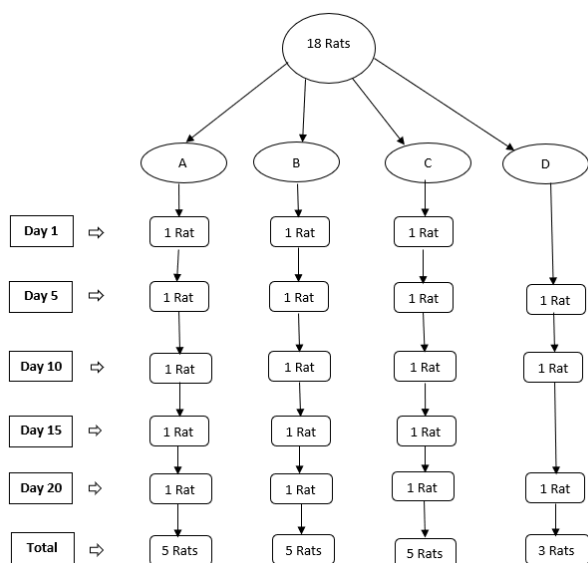 18 Rats
A
B
C
D
Day 1
1 Rat
1 Rat
1 Rat
Day 5
1 Rat
1 Rat
1 Rat
1 Rat
Day 10
1 Rat
1 Rat
1 Rat
1 Rat
Day 15
1 Rat
1 Rat
1 Rat
Day 20
1 Rat
1 Rat
1 Rat
1 Rat
Total
5 Rats
5 Rats
5 Rats
3 Rats